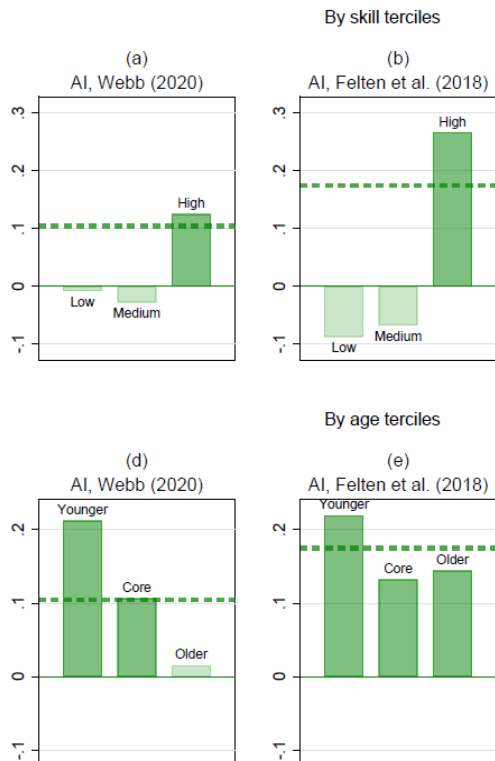 By skill terciles
(a)
AI, Webb (2020)
(b)
AI, Felten et al. (2018)
.3
.2
.1
0
-.1
Low
Medium
High
.3
.2
.1
0
-.1
Low
Medium
High
By age terciles
(d)
AI, Webb (2020)
(e)
AI, Felten et al. (2018)
.2
.1
0
-.1
Younger
Core
Older
.2
.1
0
-.1
Younger
Core
Older